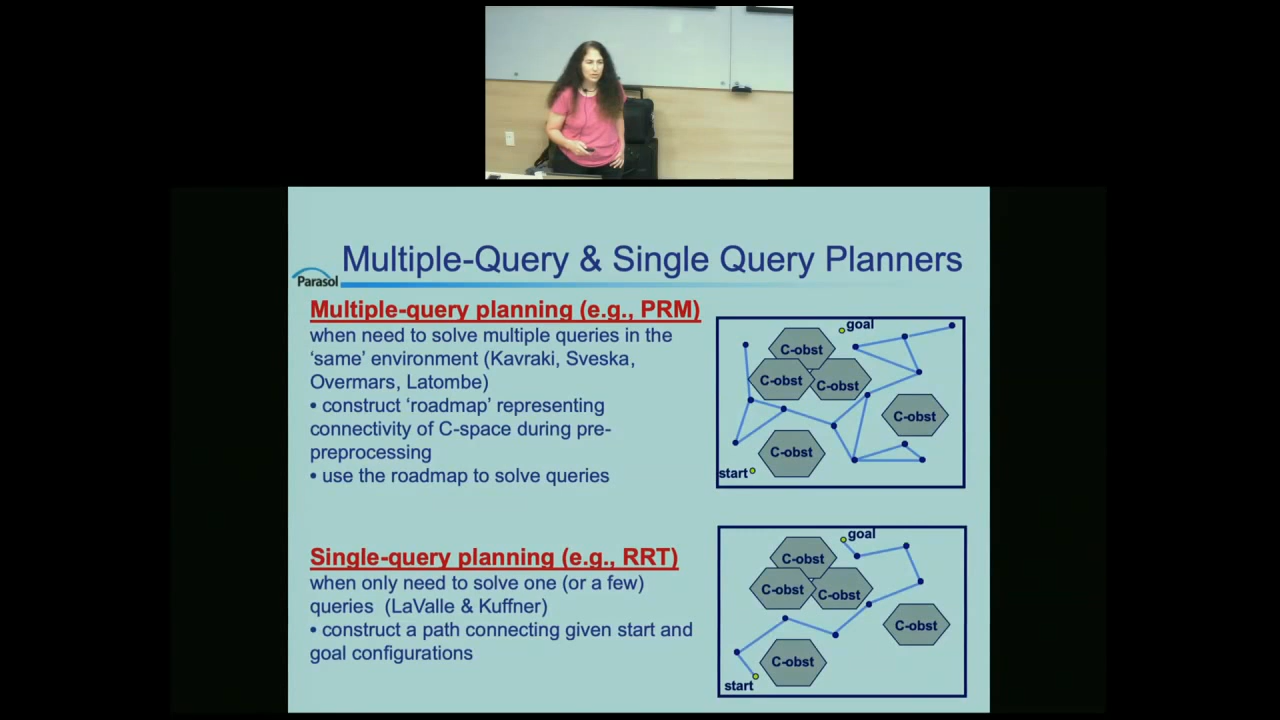 Multiple-Query & Single Query Planners
Parasol
Multiple-query planning (e.g., PRM)
when need to solve multiple queries in the
‘same’ environment (Kavraki, Sveska,
Overmars, Latombe)
• construct ‘roadmap’ representing
connectivity of C-space during pre-
preprocessing
• use the roadmap to solve queries
goal
C-obst
C-obst
C-obst
C-obst
C-obst
start
Single-query planning (e.g., RRT)
when only need to solve one (or a few)
queries (LaValle & Kuffner)
• construct a path connecting given start and
goal configurations
goal
C-obst
C-obst
C-obst
C-obst
C-obst
start